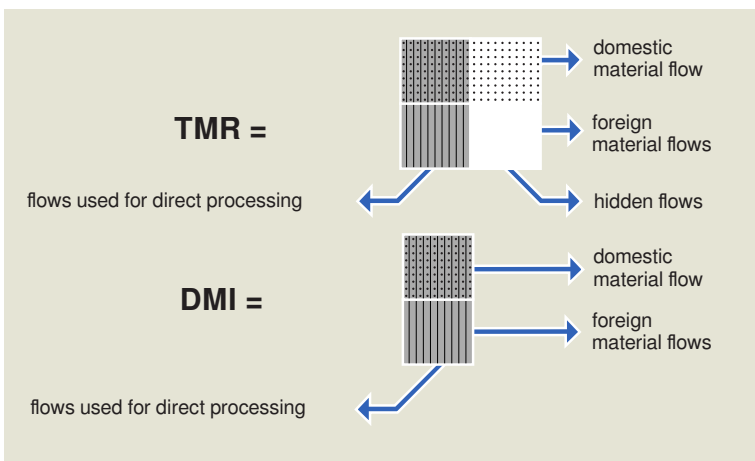 domestic
material flow
TMR =
foreign
material flows
flows used for direct processing
hidden flows
domestic
material flow
DMI =
foreign
material flows
flows used for direct processing